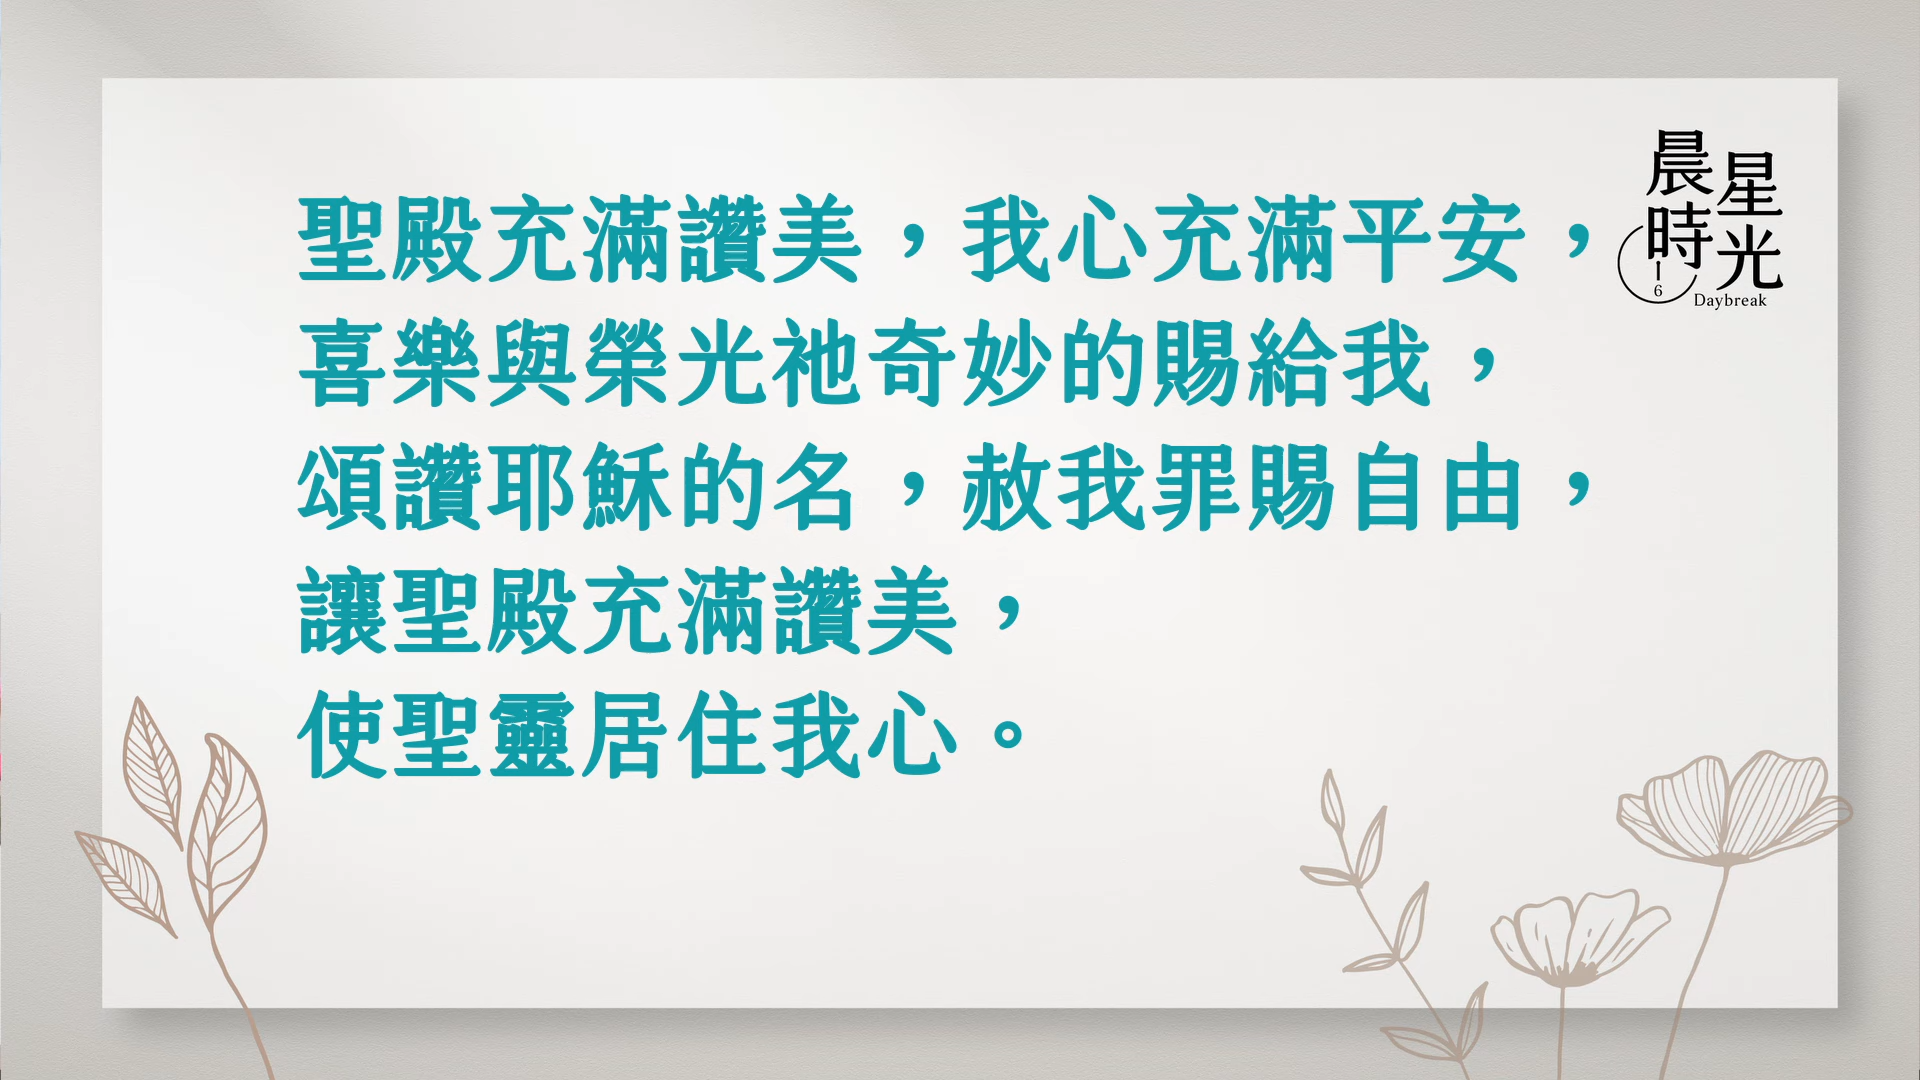 聖殿充滿讚美，我心充滿平安，
喜樂與榮光祂奇妙的賜給我，
頌讚耶穌的名，赦我罪賜自由，
讓聖殿充滿讚美，
使聖靈居住我心。
晨星時光
6
Daybreak